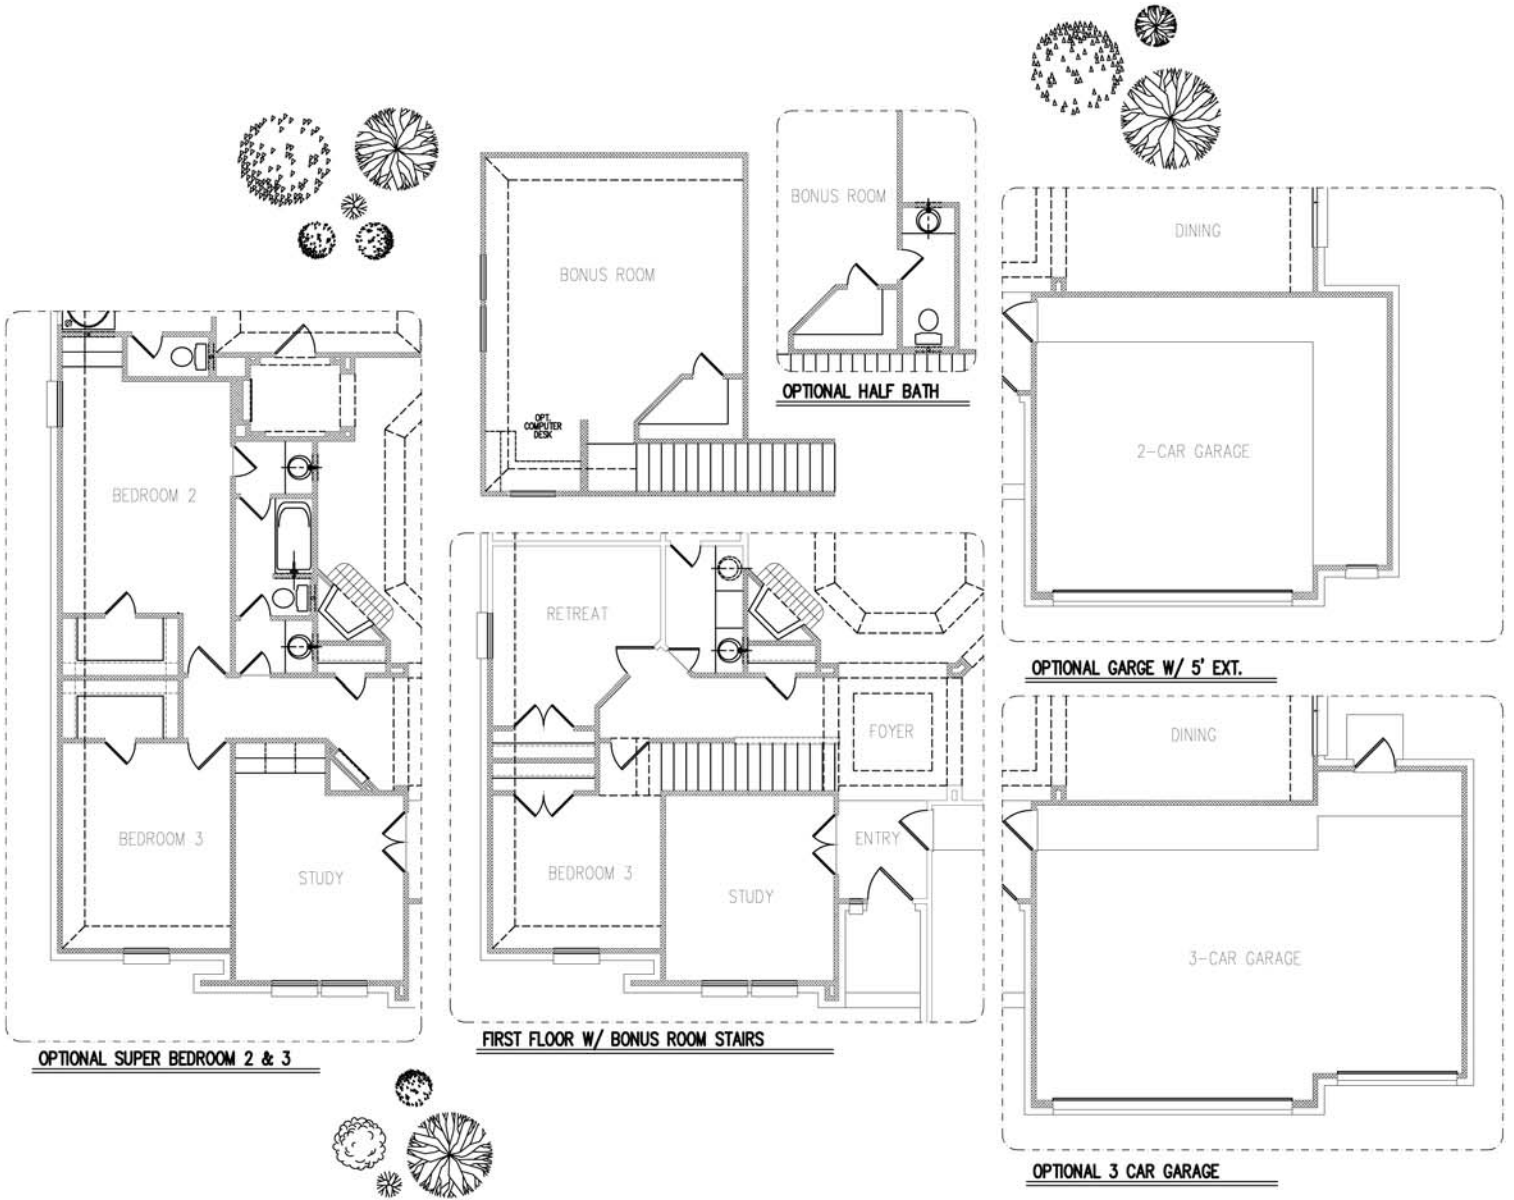 BONUS ROOM
OPT.
COMPUTER
DESK
BONUS ROOM
OPTIONAL HALF BATH
DINING
2-CAR GARAGE
OPTIONAL GARGE W/ 5' EXT.
BEDROOM 2
BEDROOM 3
STUDY
OPTIONAL SUPER BEDROOM 2 & 3
RETREAT
FOYER
ENTRY
BEDROOM 3
STUDY
FIRST FLOOR W/ BONUS ROOM STAIRS
DINING
3-CAR GARAGE
OPTIONAL 3 CAR GARAGE